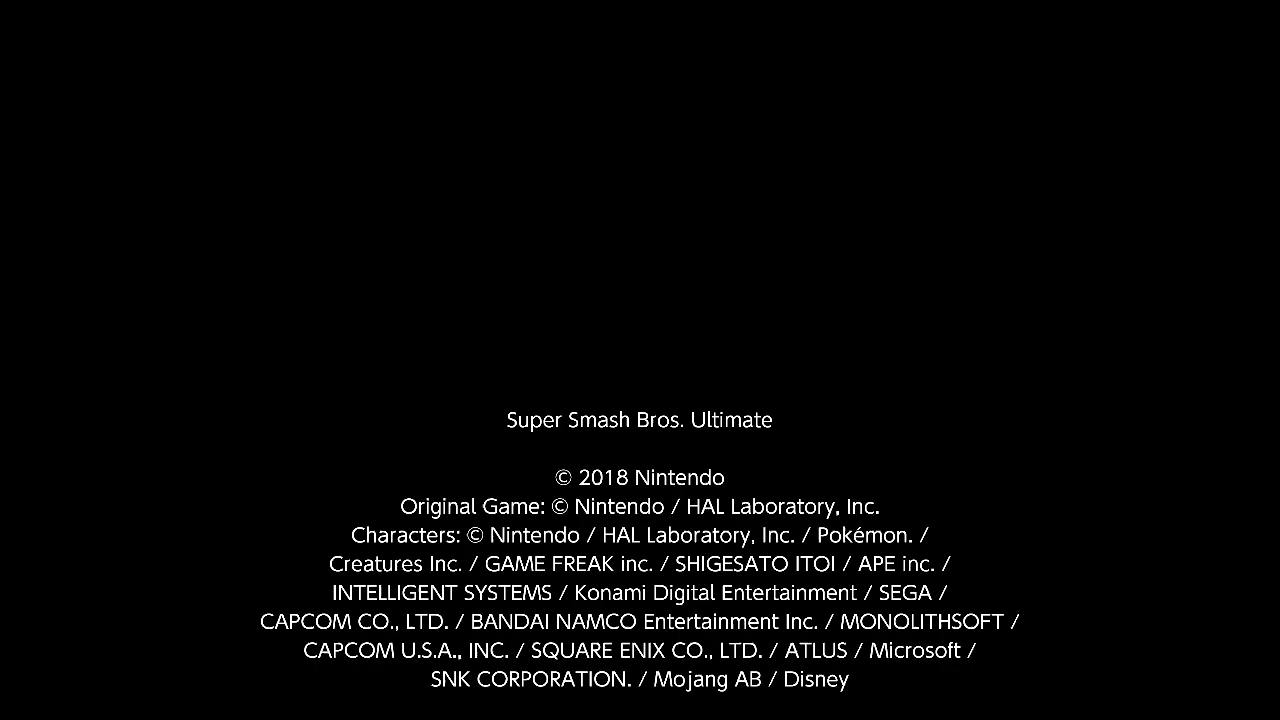 Super Smash Bros. Ultimate
© 2018 Nintendo
Original Game: © Nintendo / HAL Laboratory, Inc.
Characters: © Nintendo / HAL Laboratory, Inc. / Pokémon. /
Creatures Inc. / GAME FREAK inc. / SHIGESATO ITOI / APE inc. /
INTELLIGENT SYSTEMS / Konami Digital Entertainment / SEGA /
CAPCOM CO., LTD. / BANDAI NAMCO Entertainment Inc. / MONOLITHSOFT /
CAPCOM U.S.A., INC. / SQUARE ENIX CO., LTD. / ATLUS / Microsoft /
SNK CORPORATION. / Mojang AB / Disney